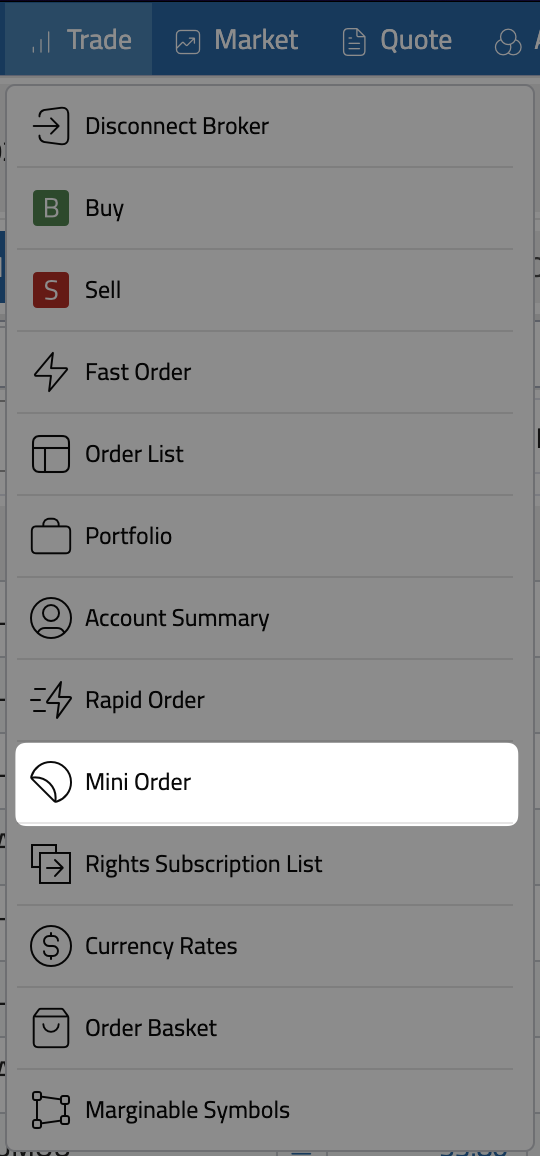 Trade Market Quote
Disconnect Broker
B Buy
S Sell
Fast Order
Order List
Portfolio
Account Summary
Rapid Order
Mini Order
Rights Subscription List
$ Currency Rates
Order Basket
Marginable Symbols